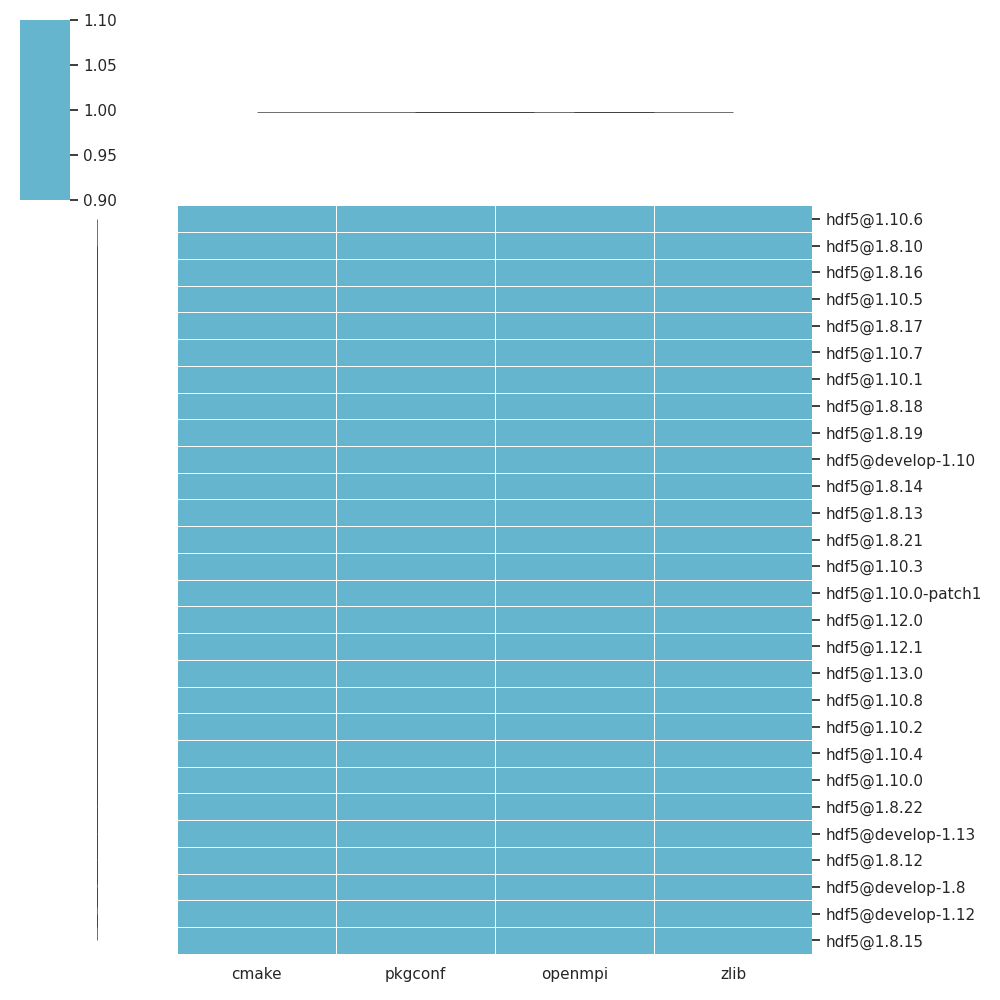 1.10
1.05
1.00
0.95
0.90
hdf5@1.10.6
hdf5@1.8.10
hdf5@1.8.16
hdf5@1.10.5
hdf5@1.8.17
hdf5@1.10.7
hdf5@1.10.1
hdf5@1.8.18
hdf5@1.8.19
hdf5@develop-1.10
hdf5@1.8.14
hdf5@1.8.13
hdf5@1.8.21
hdf5@1.10.3
hdf5@1.10.0-patch1
hdf5@1.12.0
hdf5@1.12.1
hdf5@1.13.0
hdf5@1.10.8
hdf5@1.10.2
hdf5@1.10.4
hdf5@1.10.0
hdf5@1.8.22
hdf5@develop-1.13
hdf5@1.8.12
hdf5@develop-1.8
hdf5@develop-1.12
hdf5@1.8.15
cmake pkgconf openmpi zlib